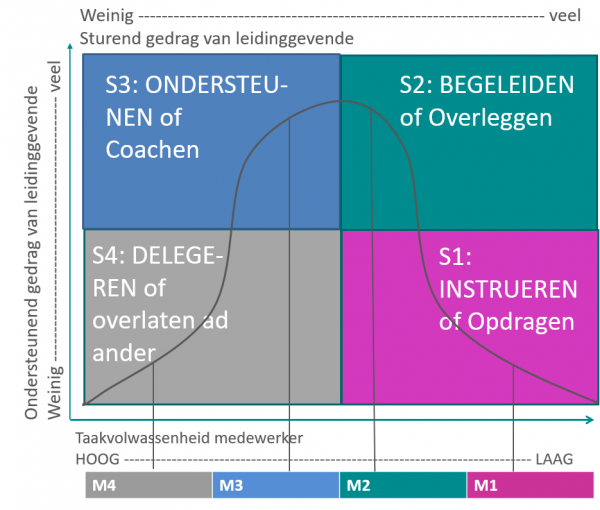 Weinig ------------------------------------------------------------ veel
Sturend gedrag van leidinggevende
Ondersteunend gedrag van leidinggevende
Weinig ---------------------------------------- veel
S3: ONDERSTEU-
NEN of
Coachen
S2: BEGELEIDEN
of Overleggen
S4: DELEGE-
REN of
overlaten ad
ander
S1:
INSTRUEREN
of Opdragen
Taakvolwassenheid medewerker
HOOG ------------------------------------------------------------ LAAG
M4 M3 M2 M1